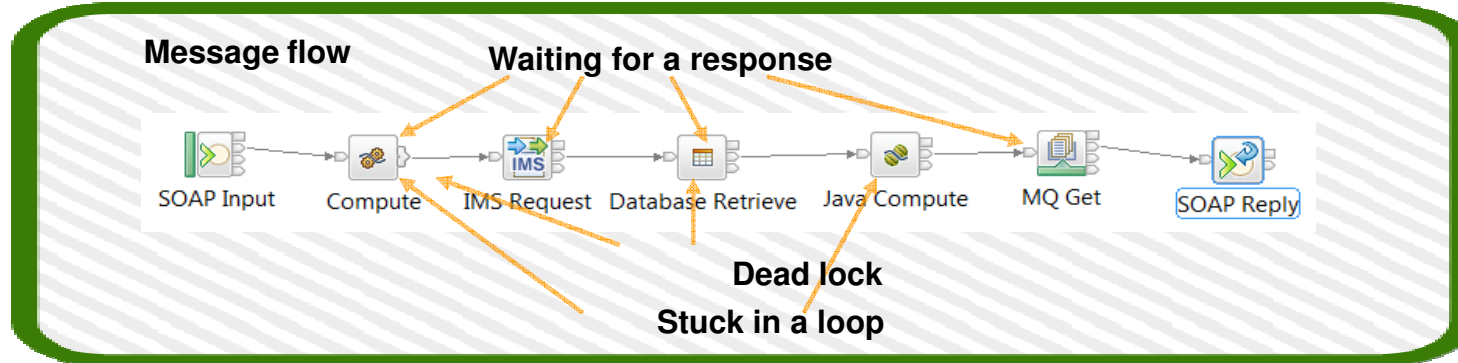 Message flow
Waiting for a response
IMS
SOAP Input
Compute
IMS Request
Database Retrieve
Java Compute
MQ Get
SOAP Reply
Dead lock
Stuck in a loop